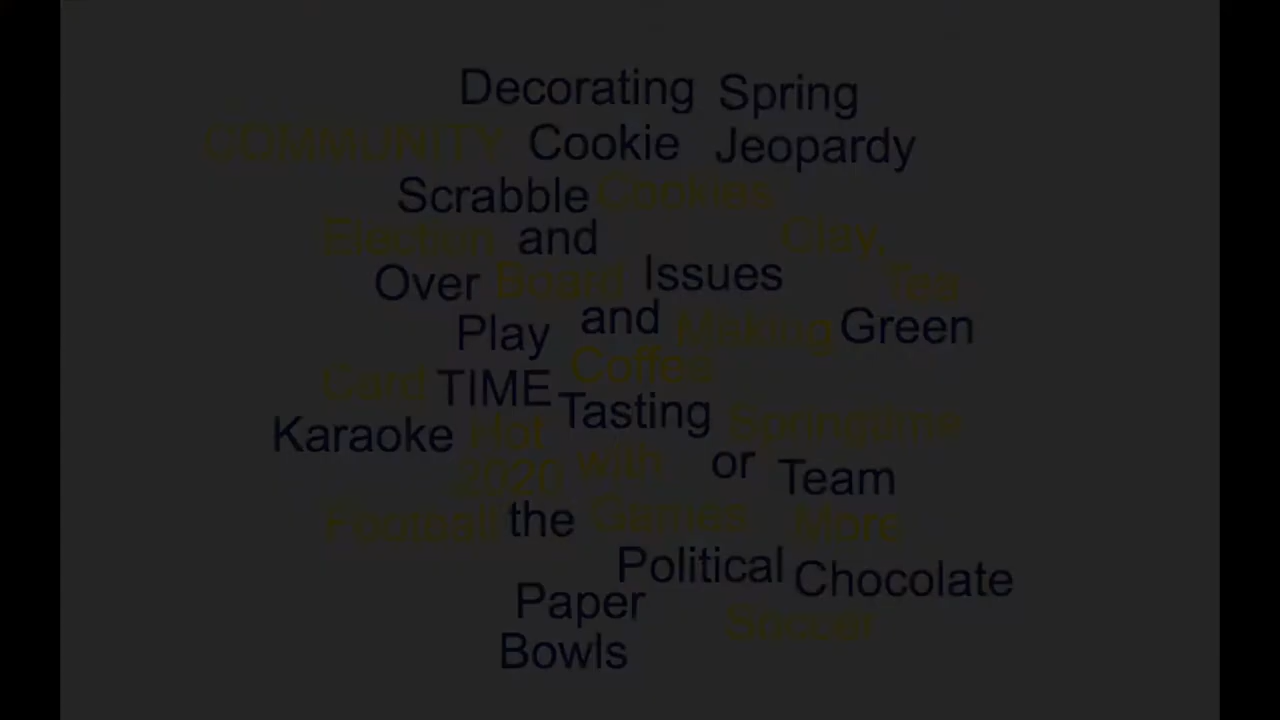 Decorating Spring
COMMUNITY Cookie Jeopardy
Scrabble Cookies
Election and Clay,
Over Board Issues Tea
Play and Making Green
Card TIME Coffee
Karaoke Hot Tasting Springtime
2020 with or Team
Football the Games More
Political Chocolate
Paper Soccer
Bowls